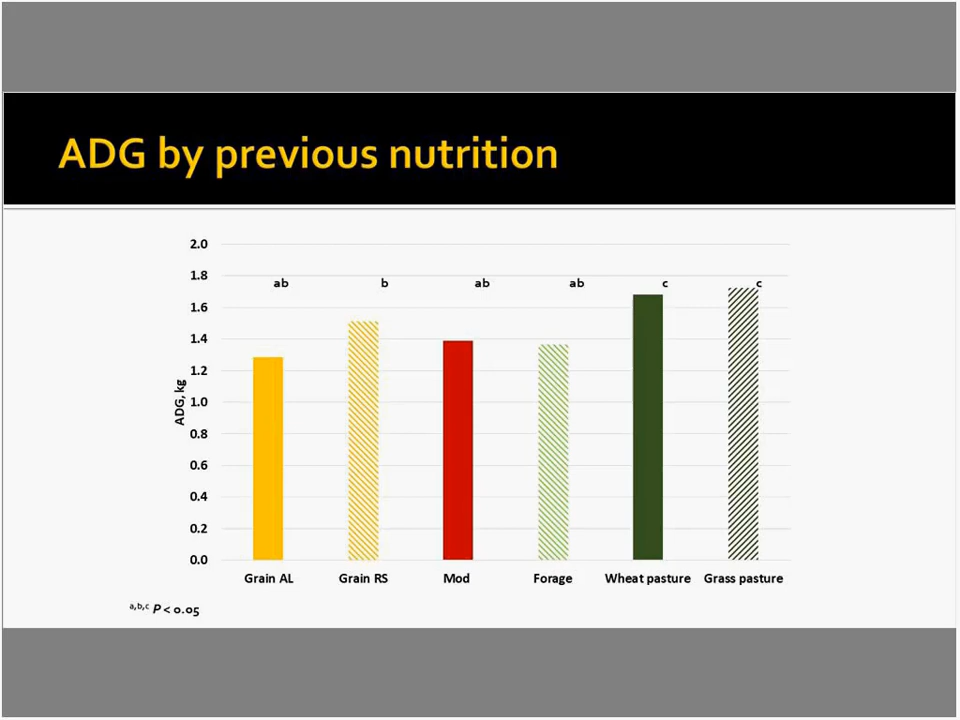 ADG by previous nutrition
2.0
1.8
ab b ab ab c c
1.6
1.4
1.2
ADG, kg
1.0
0.8
0.6
0.4
0.2
0.0
Grain AL Grain RS Mod Forage Wheat pasture Grass pasture
a,b,c P < 0.05